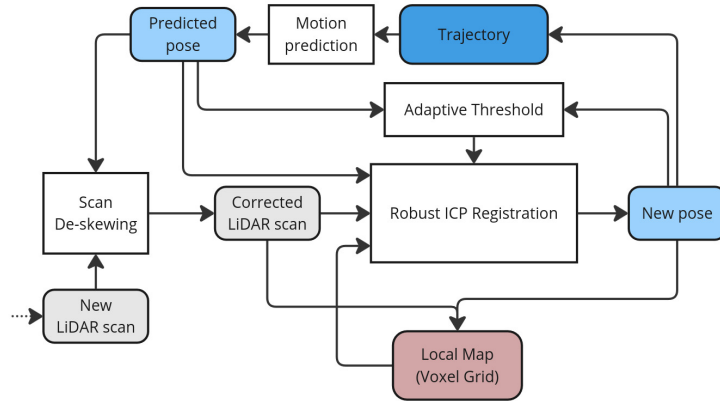 Predicted
pose
Motion
prediction
Trajectory
Adaptive Threshold
Scan
De-skewing
Corrected
LiDAR scan
Robust ICP Registration
New pose
New
LiDAR scan
Local Map
(Voxel Grid)